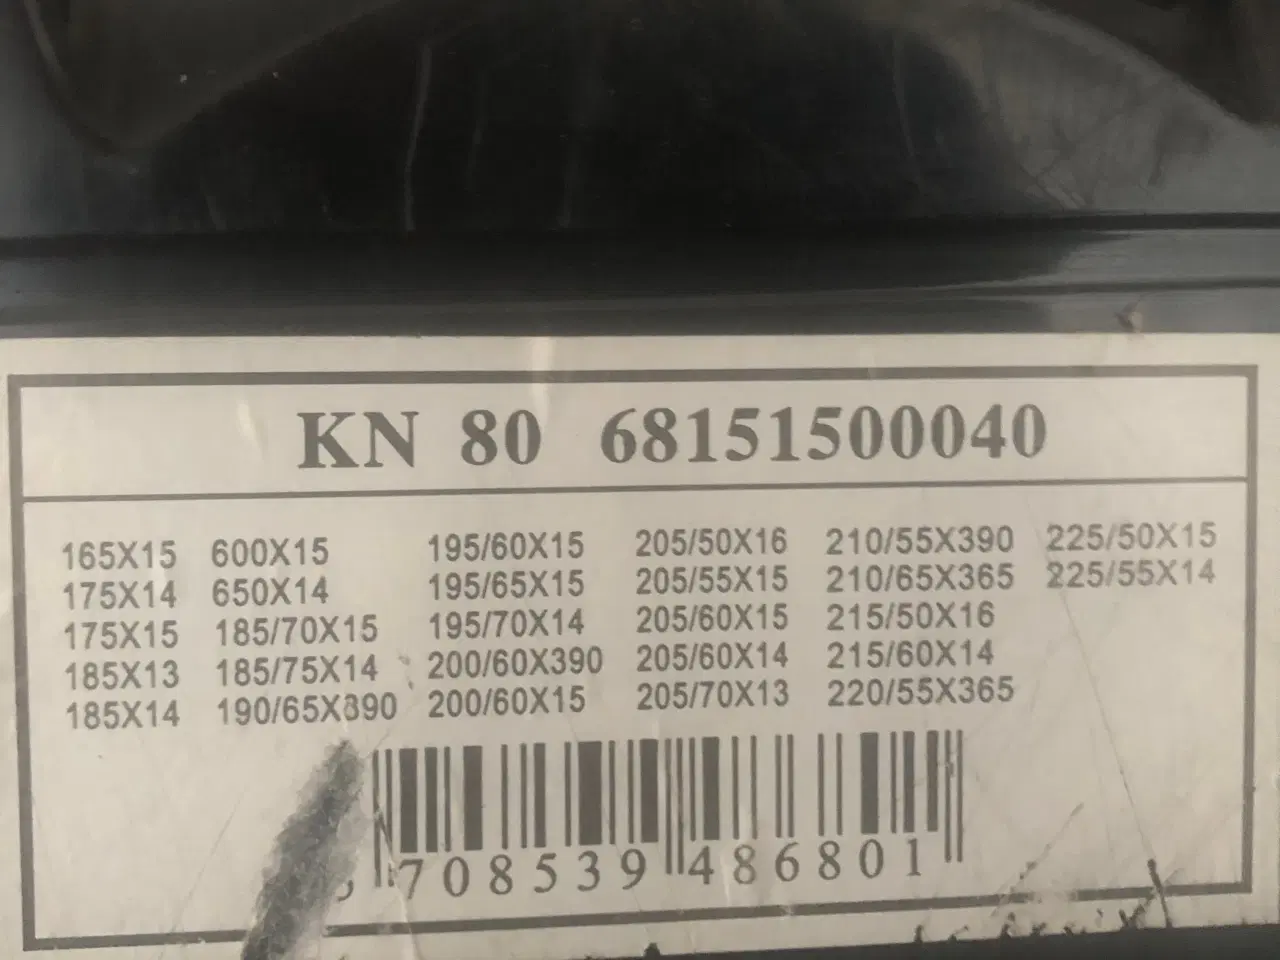 KN 80 68151500040
165X15 600X15 195/60X15 205/50X16 210/55X390 225/50X15
175X14 650X14 195/65X15 205/55X15 210/65X365 225/55X14
175X15 185/70X15 195/70X14 205/60X15 215/50X16
185X13 185/75X14 200/60X390 205/60X14 215/60X14
185X14 190/65X390 200/60X15 205/70X13 220/55X365
708539 486801